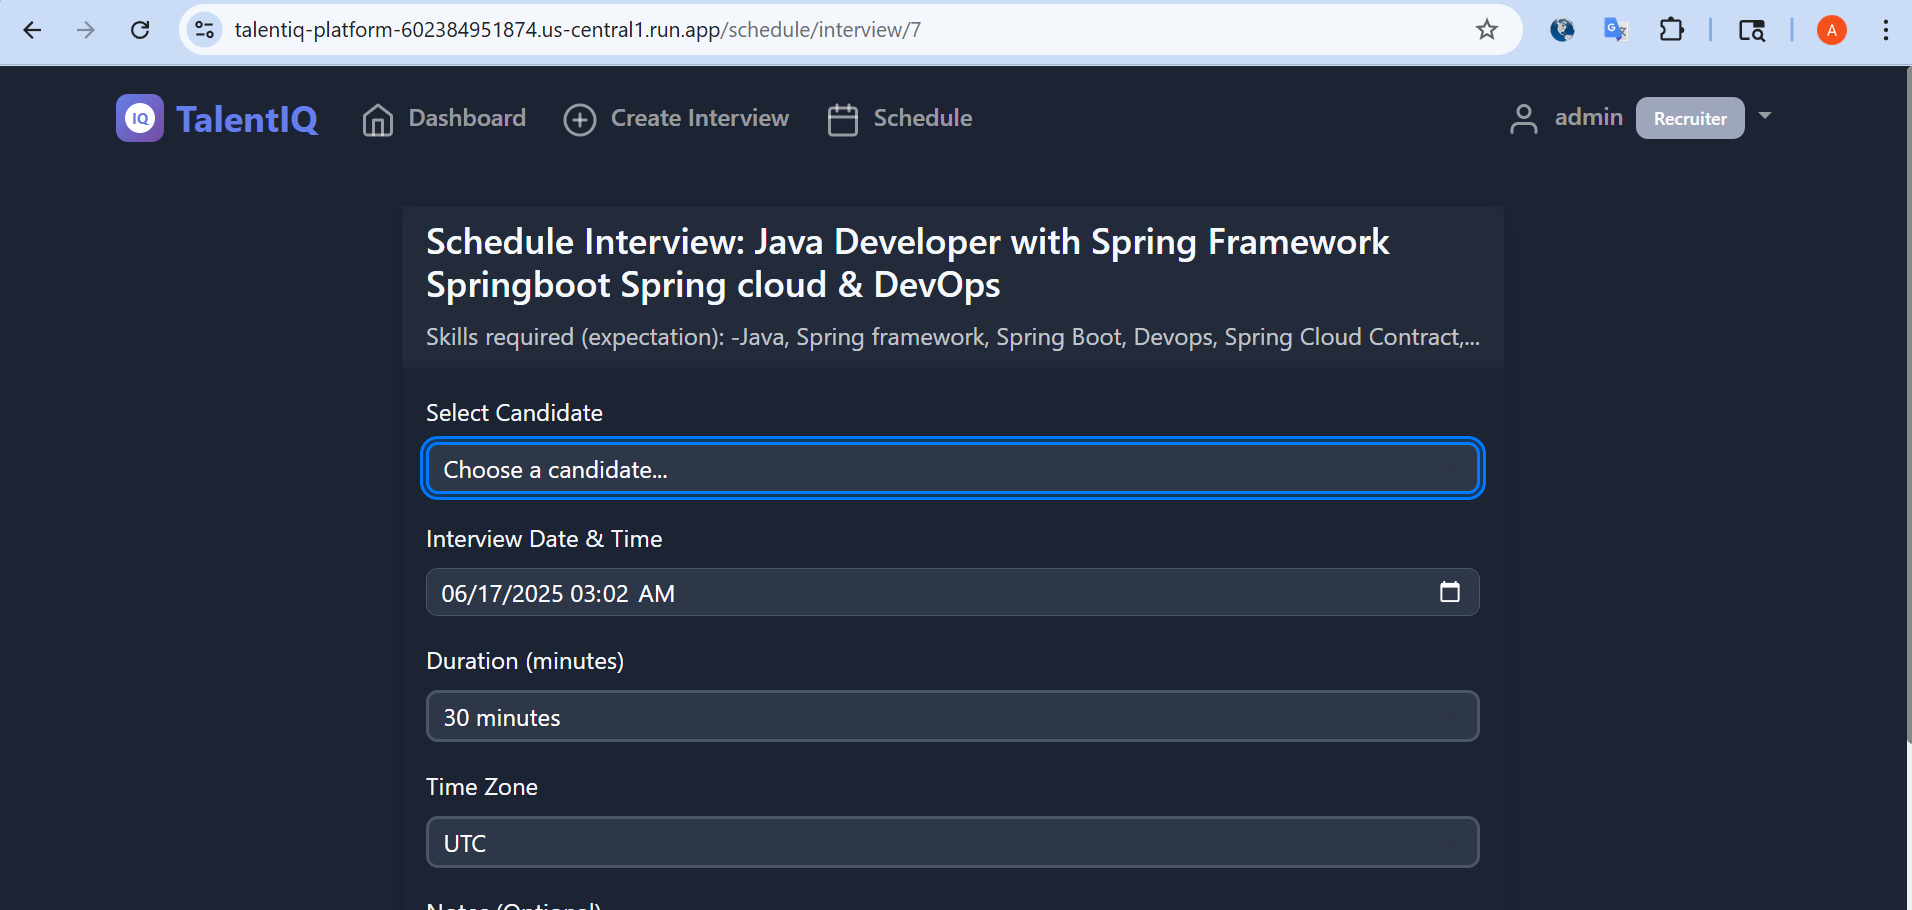 talentiq-platform-602384951874.us-central1.run.app/schedule/interview/7
A
IQ TalentIQ Dashboard Create Interview Schedule admin Recruiter
Schedule Interview: Java Developer with Spring Framework
Springboot Spring cloud & DevOps
Skills required (expectation): -Java, Spring framework, Spring Boot, Devops, Spring Cloud Contract,...
Select Candidate
Choose a candidate...
Interview Date & Time
06/17/2025 03:02 AM
Duration (minutes)
30 minutes
Time Zone
UTC
Notes (Optional)